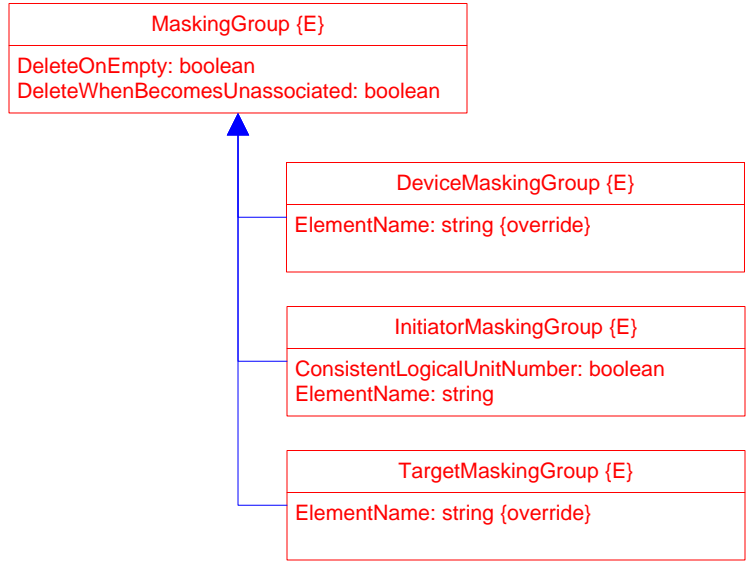 MaskingGroup {E}
DeleteOnEmpty: boolean
DeleteWhenBecomesUnassociated: boolean
DeviceMaskingGroup {E}
ElementName: string {override}
InitiatorMaskingGroup {E}
ConsistentLogicalUnitNumber: boolean
ElementName: string
TargetMaskingGroup {E}
ElementName: string {override}